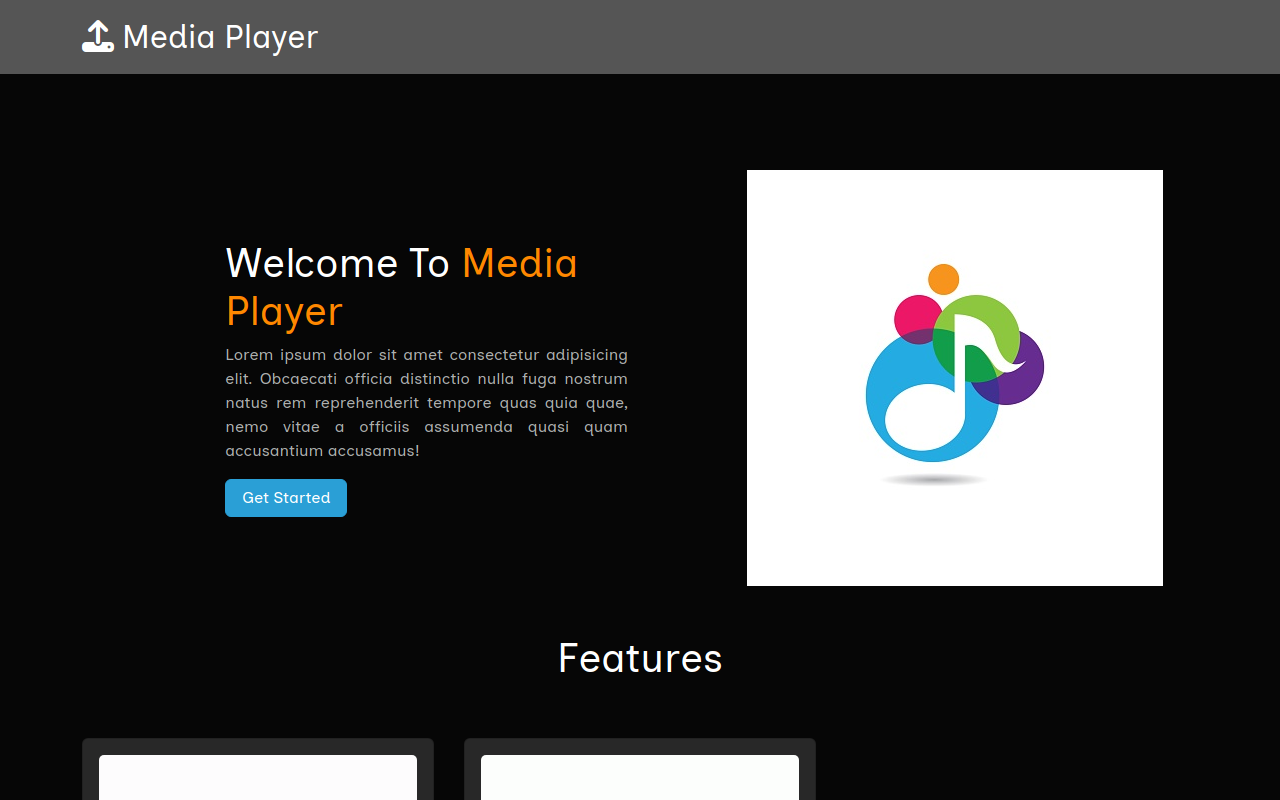 Media Player
Welcome To Media
Player
Lorem ipsum dolor sit amet consectetur adipisicing
elit. Obcaecati officia distinctio nulla fuga nostrum
natus rem reprehenderit tempore quas quia quae,
nemo vitae a officiis assumenda quasi quam
accusantium accusamus!
Get Started
Features